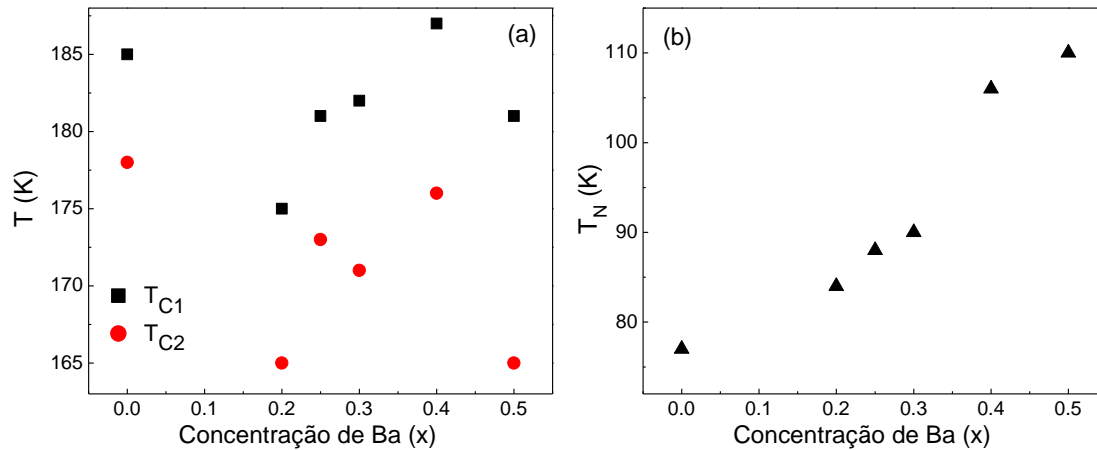 (a)
185
180
175
170
165
T (K)
T_C1
T_C2
0.0 0.1 0.2 0.3 0.4 0.5
Concentração de Ba (x)
(b)
110
100
90
80
T_N (K)
0.0 0.1 0.2 0.3 0.4 0.5
Concentração de Ba (x)